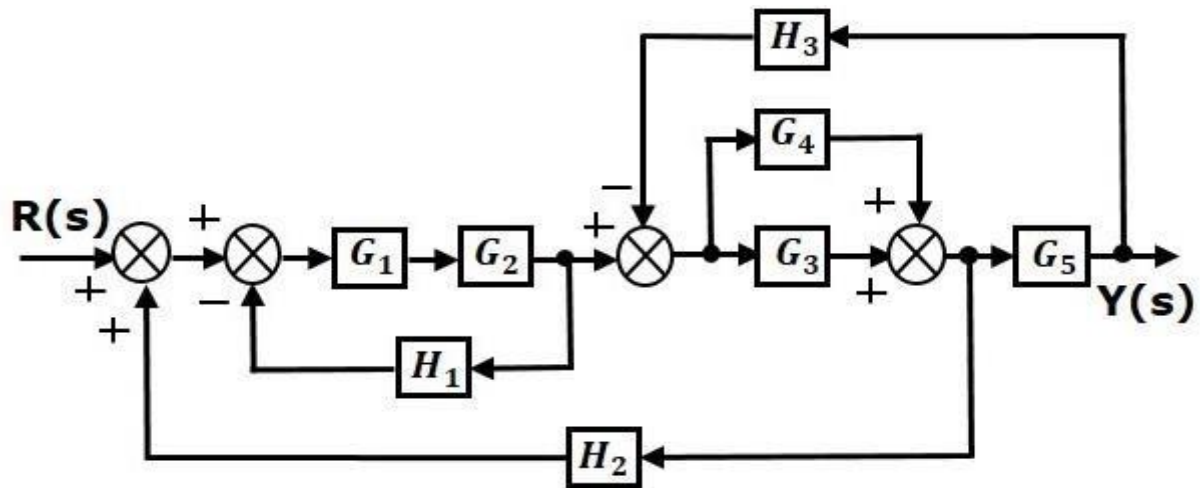 H₃
G₄
−
R(s)
+
+
+
G₁
G₂
G₃
G₅
+
−
+
+
Y(s)
H₁
H₂